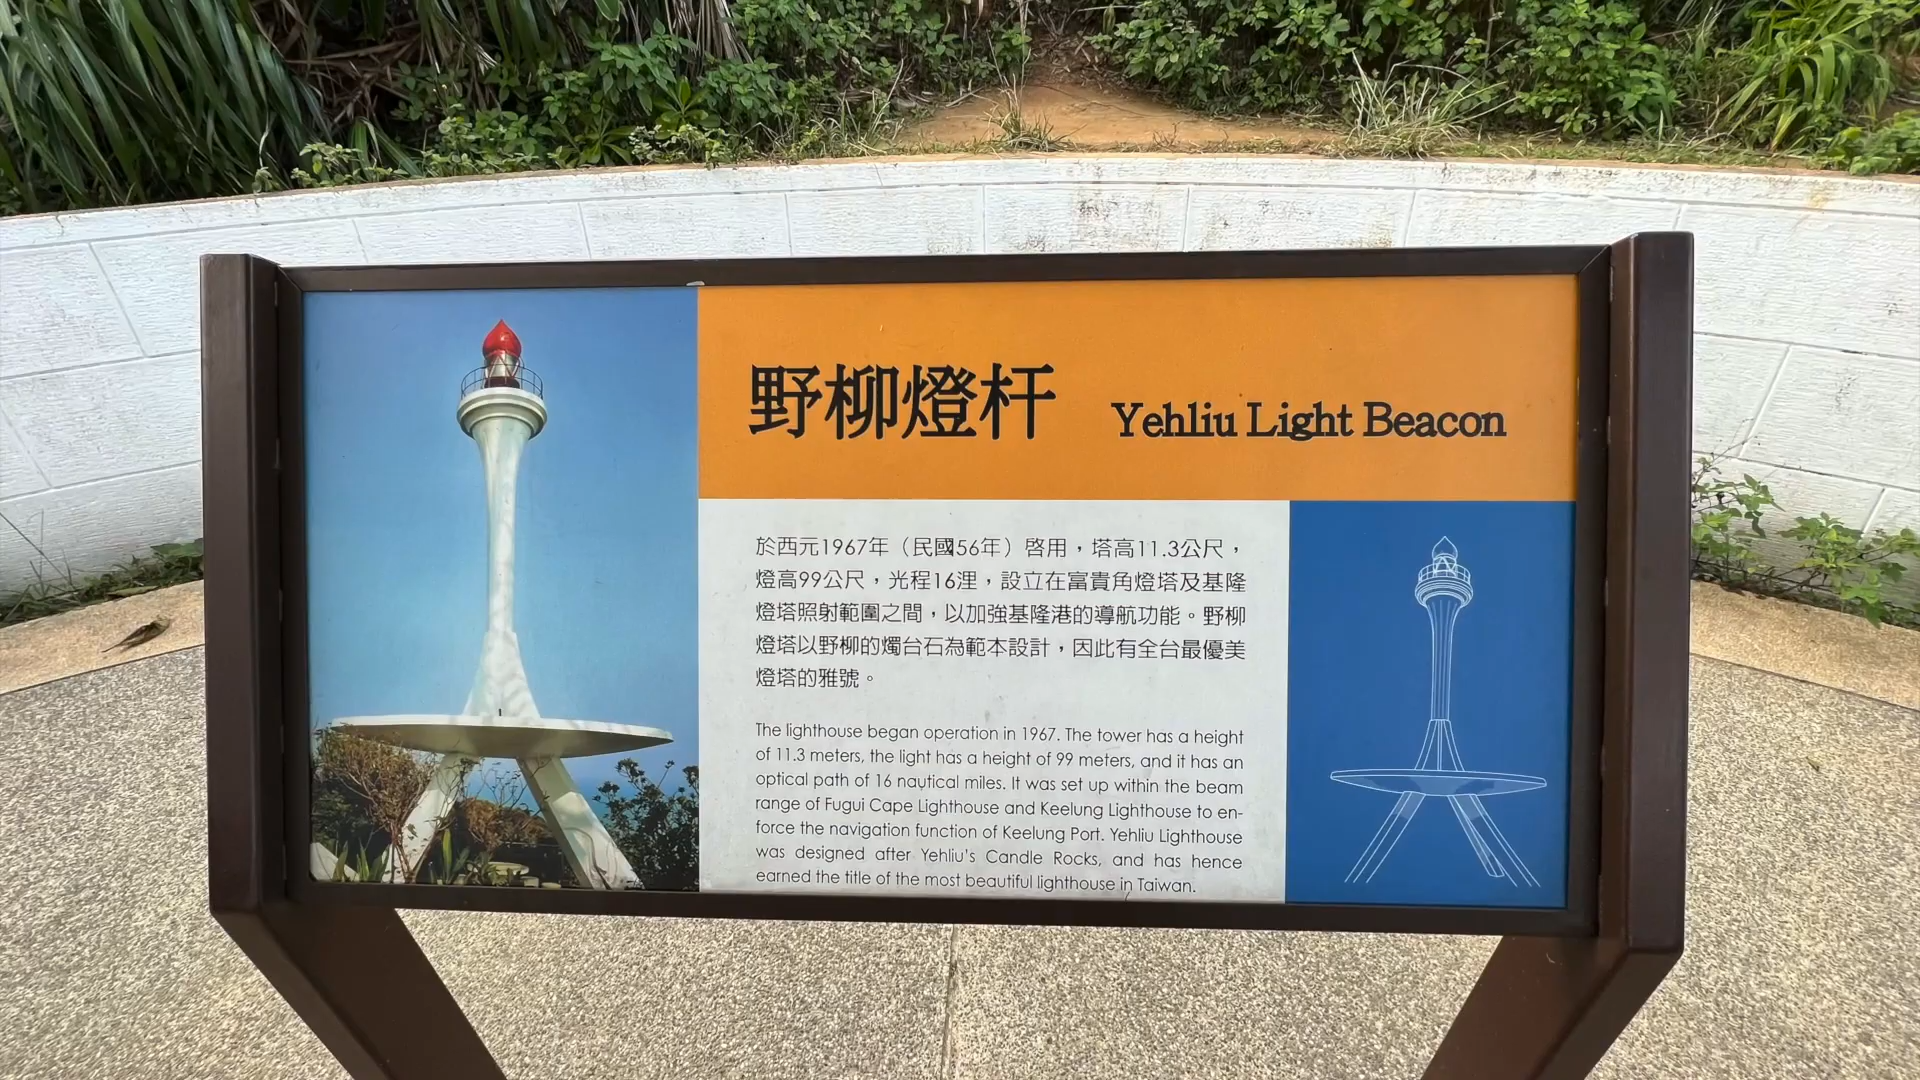 野柳燈杆 Yehliu Light Beacon
於西元1967年（民國56年）啓用，塔高11.3公尺，
燈高99公尺，光程16浬，設立在富貴角燈塔及基隆
燈塔照射範圍之間，以加強基隆港的導航功能。野柳
燈塔以野柳的燭台石為範本設計，因此有全台最優美
燈塔的雅號。
The lighthouse began operation in 1967. The tower has a height
of 11.3 meters, the light has a height of 99 meters, and it has an
optical path of 16 nautical miles. It was set up within the beam
range of Fugui Cape Lighthouse and Keelung Lighthouse to en-
force the navigation function of Keelung Port. Yehliu Lighthouse
was designed after Yehliu's Candle Rocks, and has hence
earned the title of the most beautiful lighthouse in Taiwan.